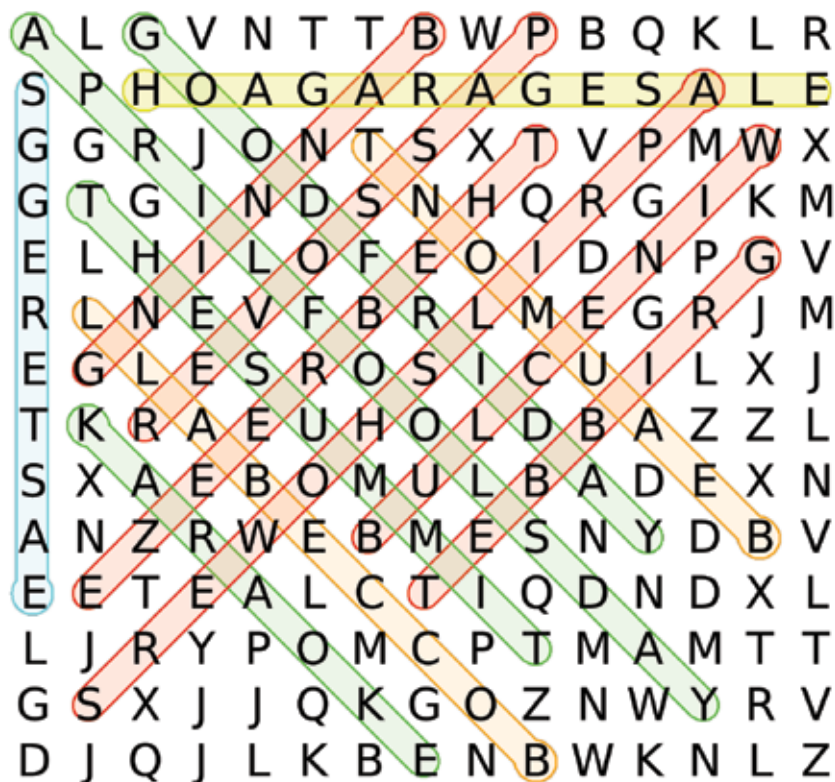 A L G V N T T B W P B Q K L R
S P H O A G A R A G E S A L E
G G R J O N T S X T V P M W X
G T G I N D S N H Q R G I K M
E L H I L O F E O I D N P G V
R L N E V F B R L M E G R J M
E G L E S R O S I C U I L X J
T K R A E U H O L D B A Z Z L
S X A E B O M U L B A D E X N
A N Z R W E B M E S N Y D B V
E E T E A L C T I Q D N D X L
L J R Y P O M C P T M A M T T
G S X J J Q K G O Z N W Y R V
D J Q J L K B E N B W K N L Z